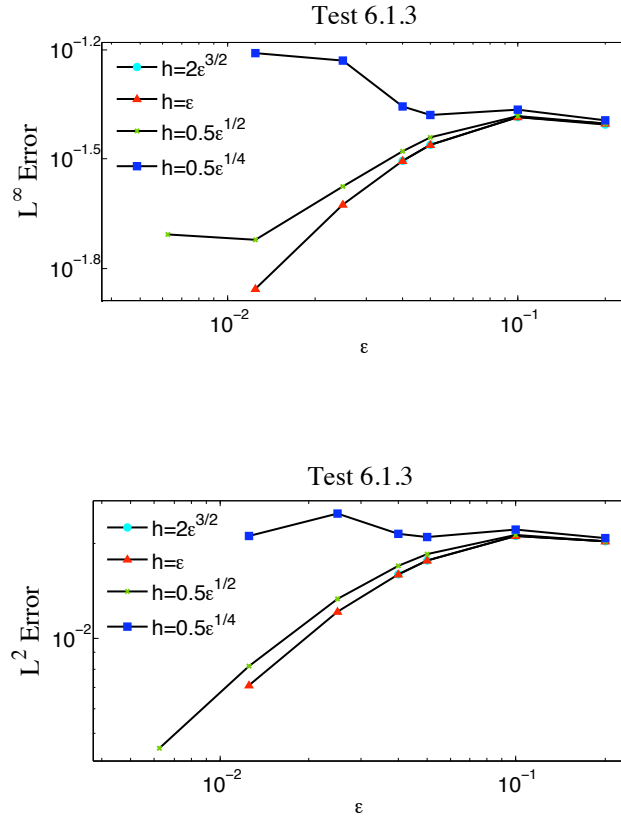 Test 6.1.3
10^{-1.2}
h=2ε^{3/2}
h=ε
h=0.5ε^{1/2}
h=0.5ε^{1/4}
10^{-1.5}
10^{-1.8}
L^∞ Error
10^{-2}
10^{-1}
ε
Test 6.1.3
h=2ε^{3/2}
h=ε
h=0.5ε^{1/2}
h=0.5ε^{1/4}
10^{-2}
L^2 Error
10^{-2}
10^{-1}
ε